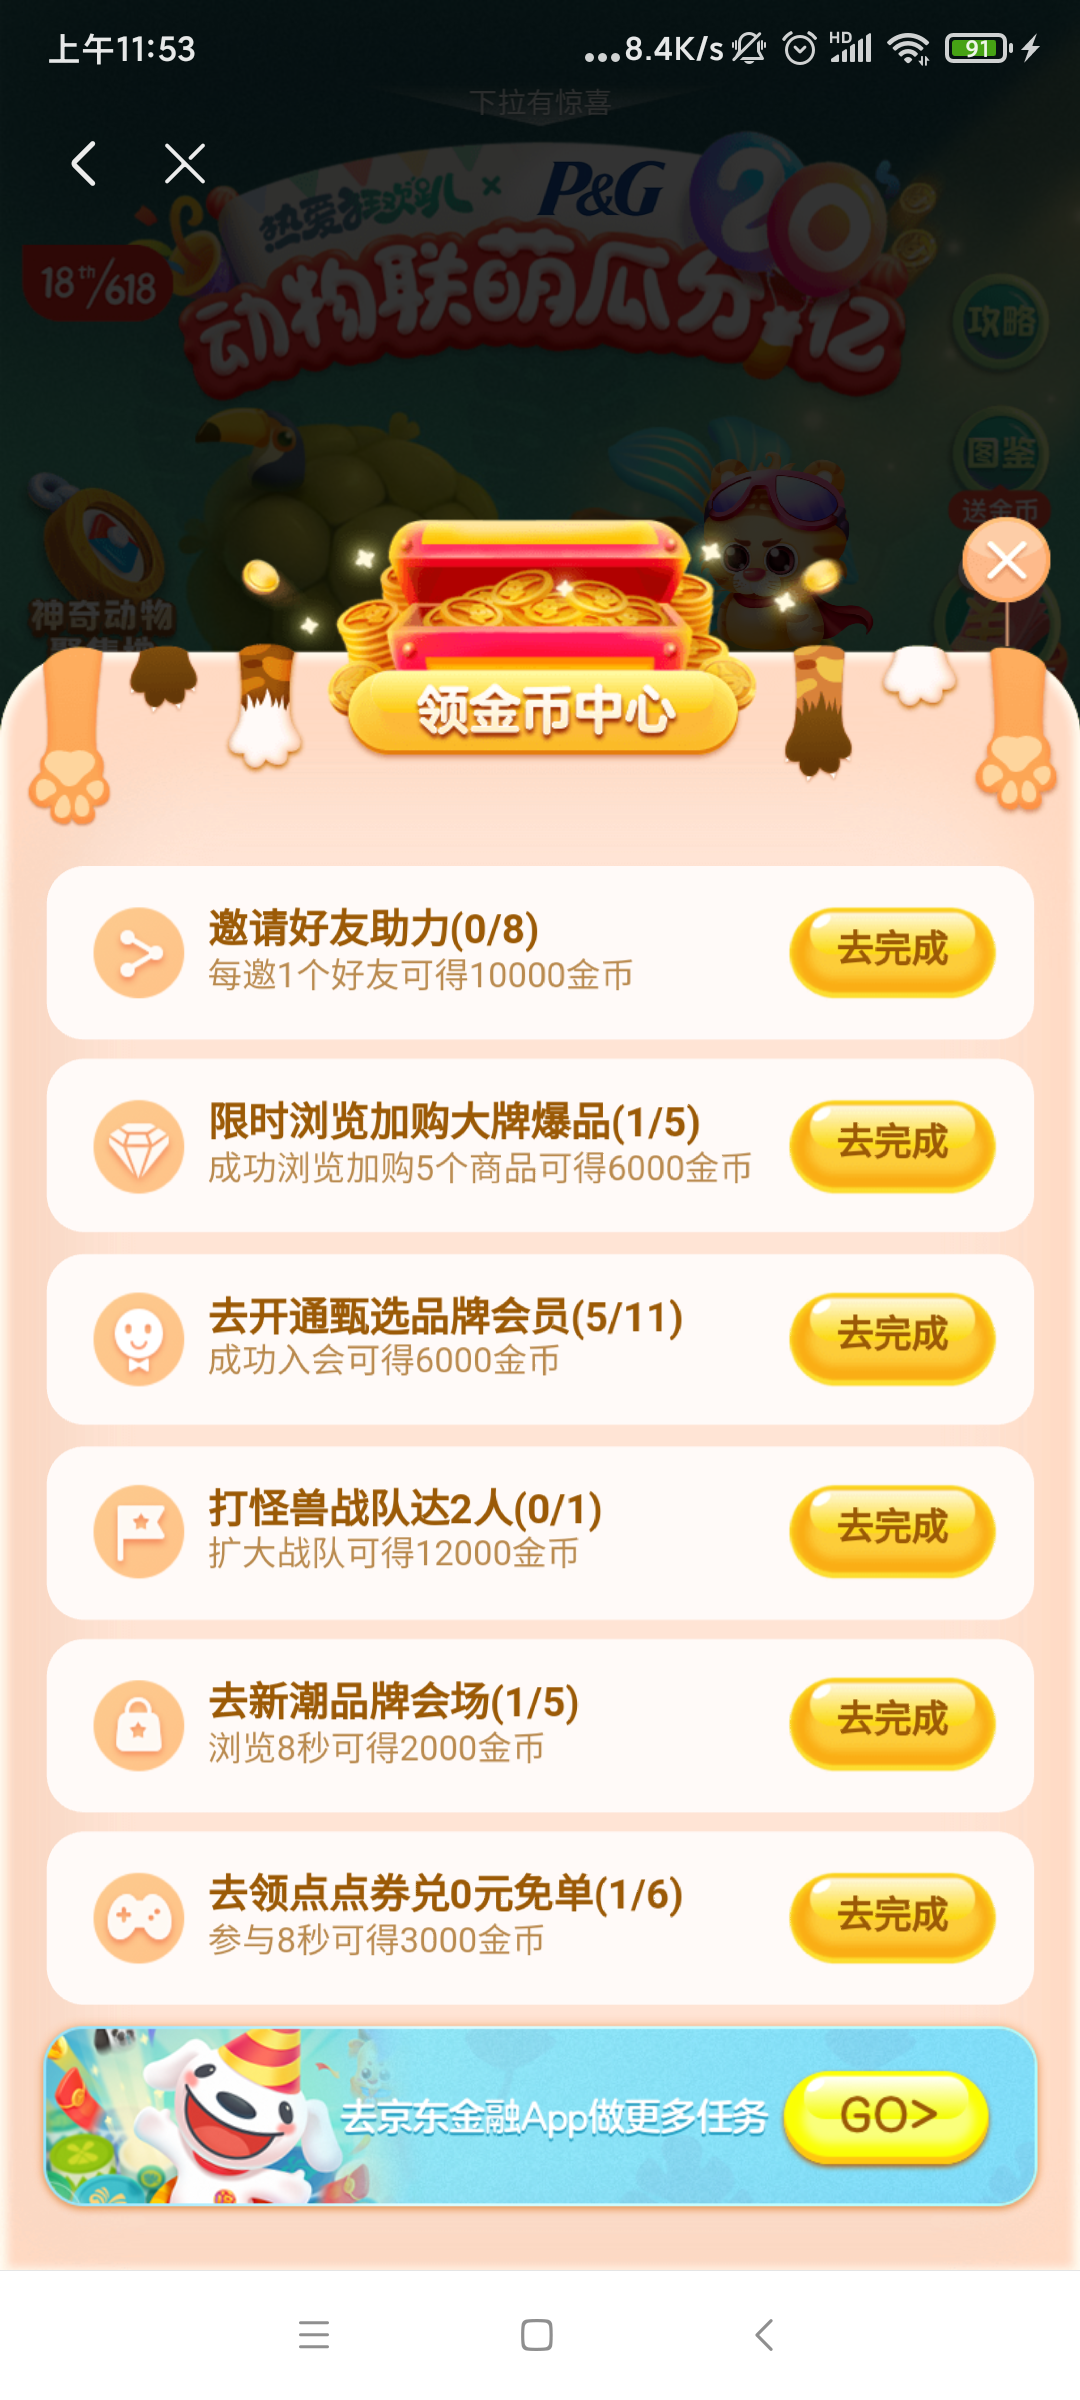 上午11:53
...8.4K/s
HD
91
下拉有惊喜
热爱狂欢趴 × P&G
20
18th/618
动物联萌瓜分
亿
攻略
图鉴
送金币
神奇动物
聚集地
领金币中心
邀请好友助力(0/8)
每邀1个好友可得10000金币
去完成
限时浏览加购大牌爆品(1/5)
成功浏览加购5个商品可得6000金币
去完成
去开通甄选品牌会员(5/11)
成功入会可得6000金币
去完成
打怪兽战队达2人(0/1)
扩大战队可得12000金币
去完成
去新潮品牌会场(1/5)
浏览8秒可得2000金币
去完成
去领点点券兑0元免单(1/6)
参与8秒可得3000金币
去完成
去京东金融App做更多任务
GO>